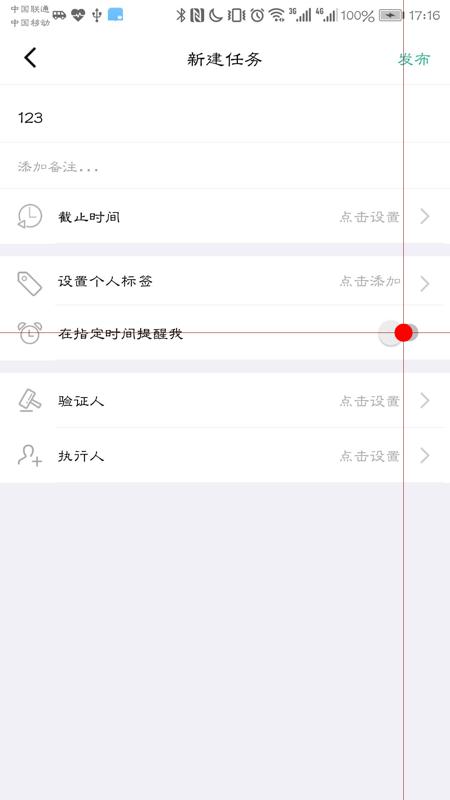 中国联通
中国移动
3G 4G 100% 17:16
新建任务 发布
123
添加备注...
截止时间 点击设置
设置个人标签 点击添加
在指定时间提醒我
验证人 点击设置
执行人 点击设置